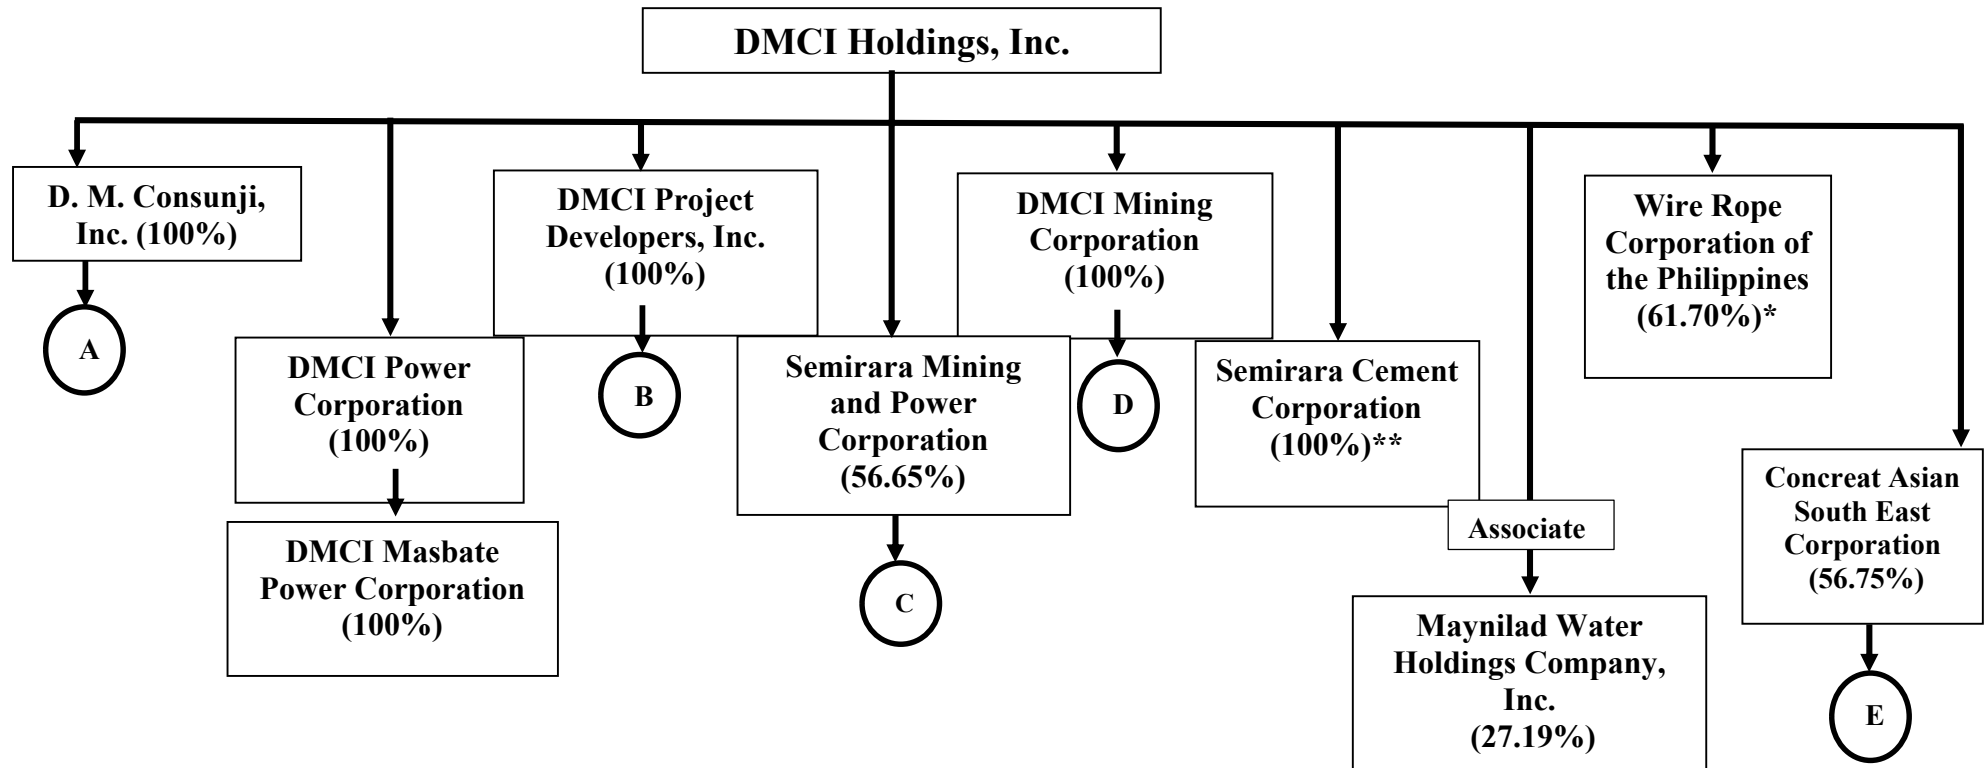 DMCI Holdings, Inc.
D. M. Consunji,
Inc. (100%)
A
DMCI Power
Corporation
(100%)
DMCI Masbate
Power Corporation
(100%)
DMCI Project
Developers, Inc.
(100%)
B
Semirara Mining
and Power
Corporation
(56.65%)
C
DMCI Mining
Corporation
(100%)
D
Semirara Cement
Corporation
(100%)**
Associate
Maynilad Water
Holdings Company,
Inc.
(27.19%)
Wire Rope
Corporation of
the Philippines
(61.70%)*
Concreat Asian
South East
Corporation
(56.75%)
E